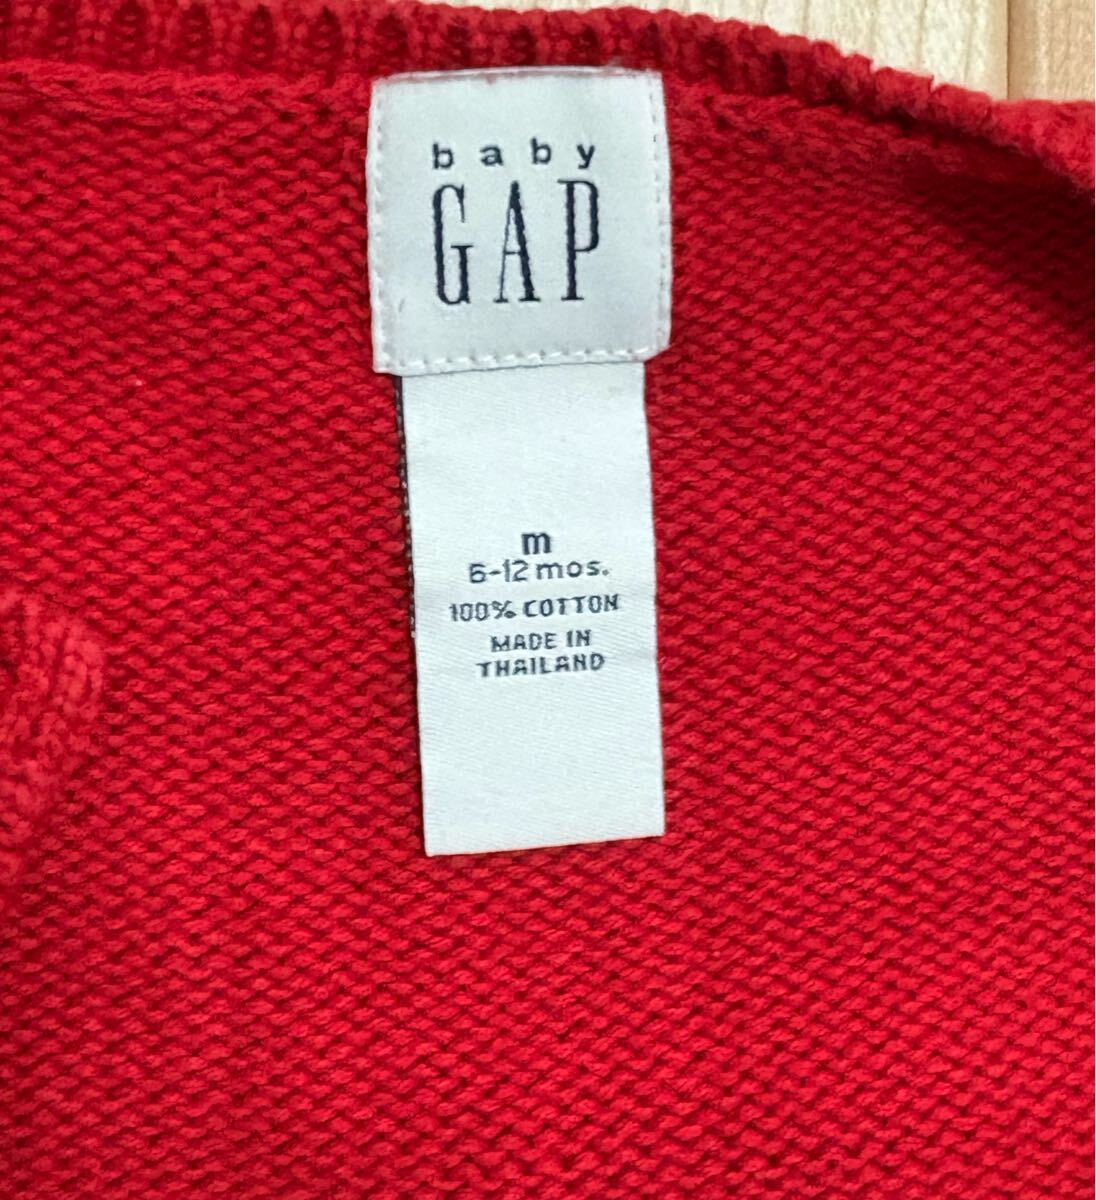 baby
GAP
m
6-12 mos.
100% COTTON
MADE IN
THAILAND